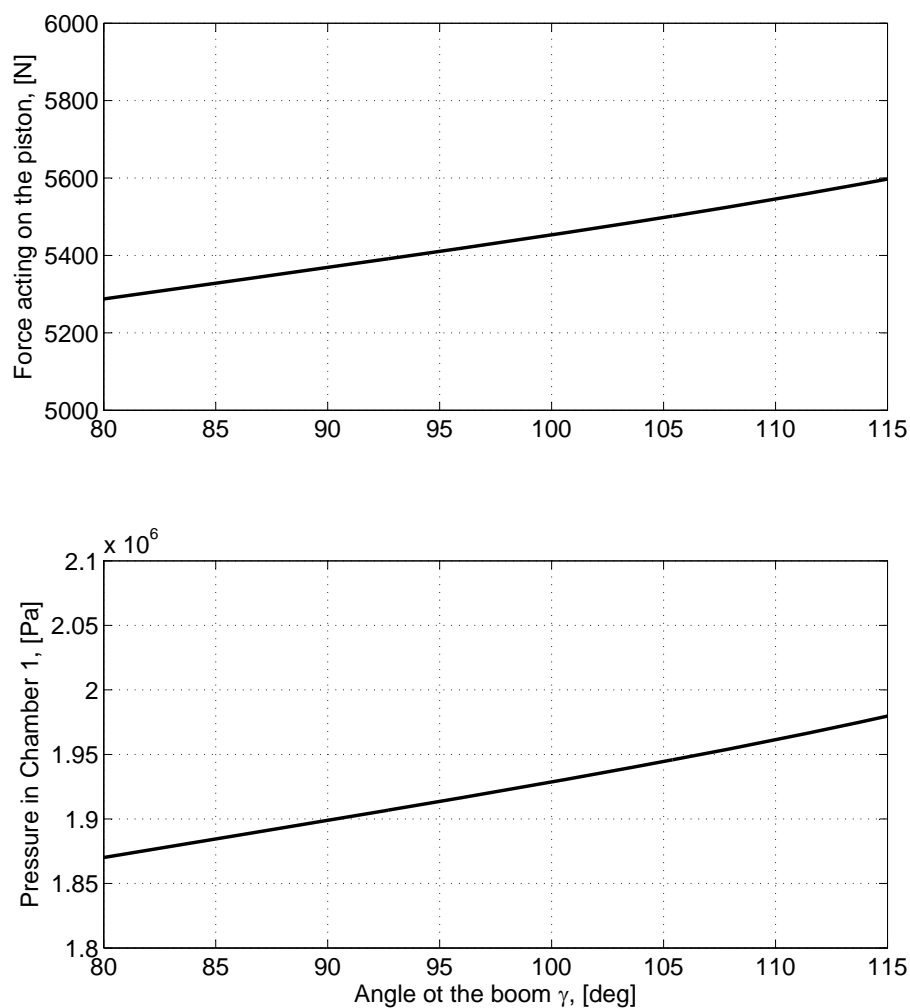 6000
5800
5600
5400
5200
5000
Force acting on the piston, [N]
80 85 90 95 100 105 110 115
x 10^6
2.1
2.05
2
1.95
1.9
1.85
1.8
Pressure in Chamber 1, [Pa]
80 85 90 95 100 105 110 115
Angle ot the boom γ, [deg]